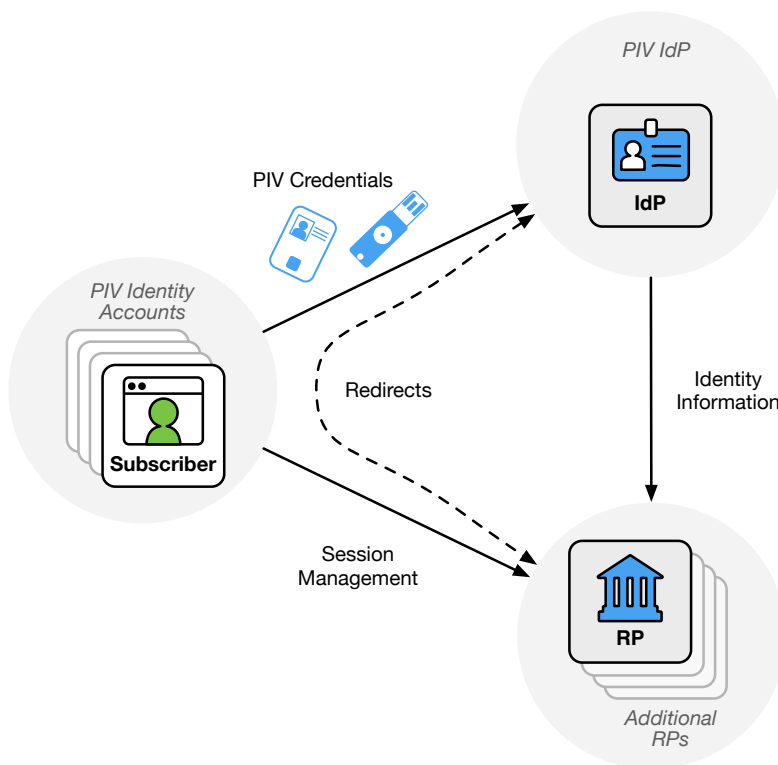 PIV IdP
IdP
PIV Credentials
PIV Identity
Accounts
Subscriber
Redirects
Identity
Information
Session
Management
RP
Additional
RPs